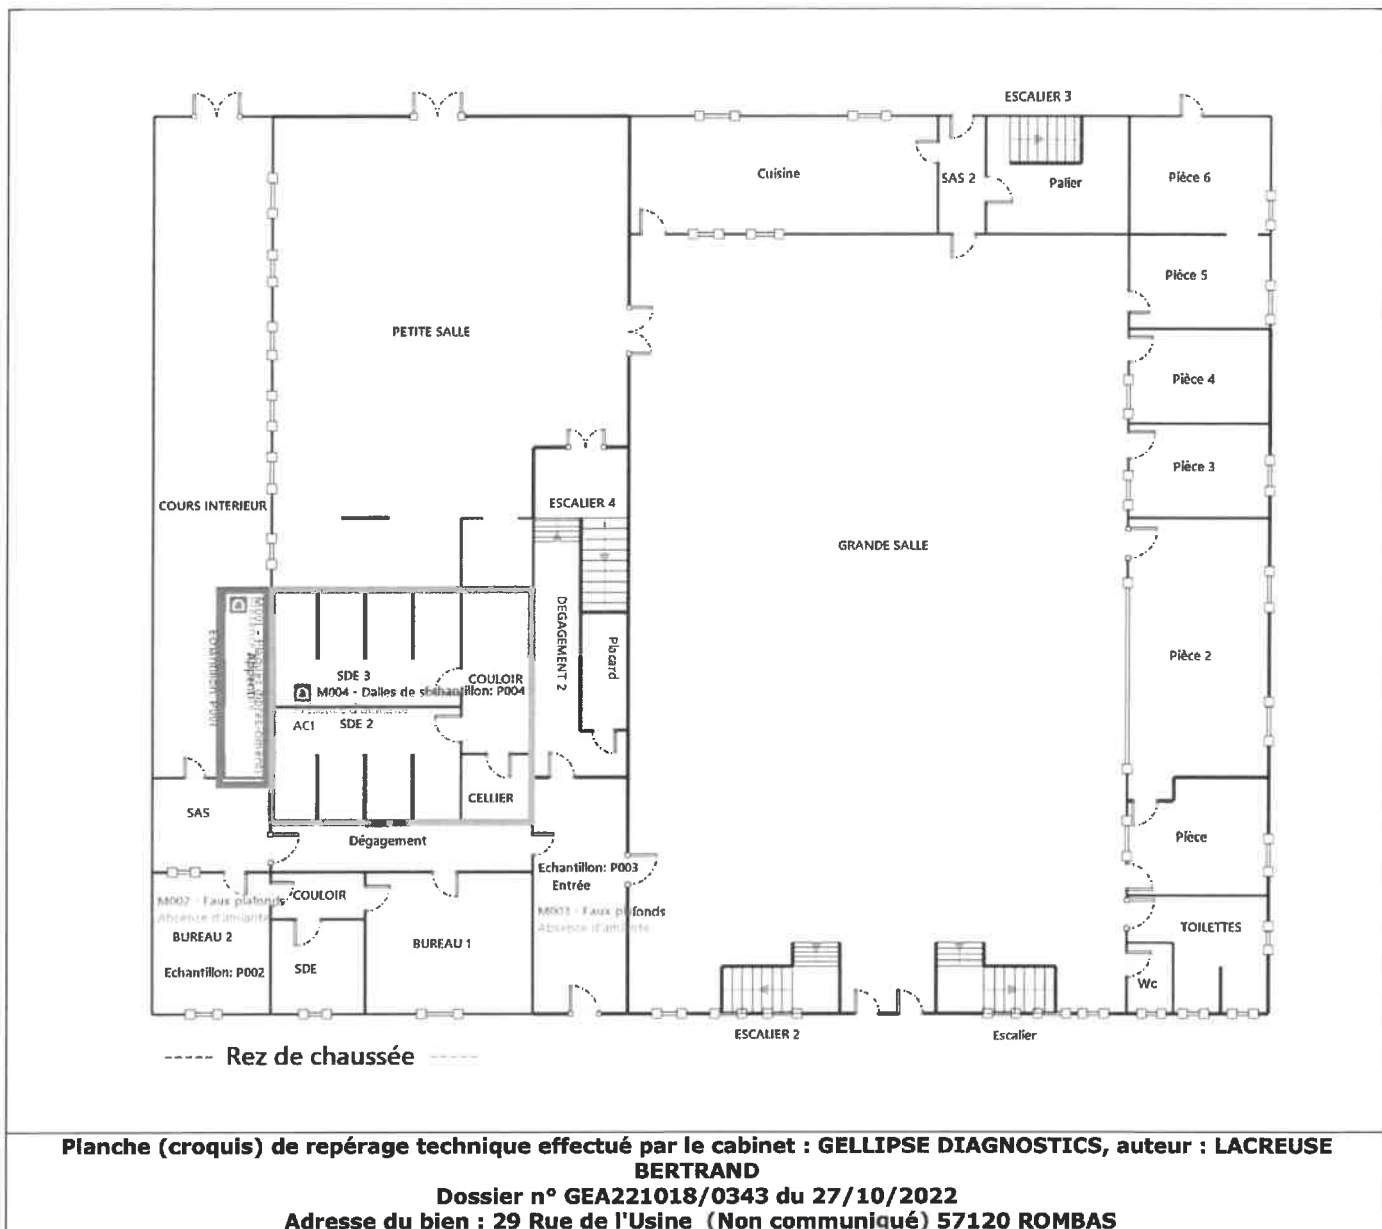 ESCALIER 3
Cuisine
SAS 2
Palier
Pièce 6
Pièce 5
PETITE SALLE
Pièce 4
Pièce 3
COURS INTERIEUR
ESCALIER 4
GRANDE SALLE
DEGAGEMENT 2
Placard
Pièce 2
SDE 3
COULOIR
M004 - Dalles de
Echantillon: P001
Echantillon: P004
AC1
SDE 2
CELLIER
SAS
Dégagement
Pièce
Echantillon: P003
Entrée
COULOIR
M002 - Faux plafonds
Absence d'amiante
M003 - Faux plafonds
Absence d'amiante
BUREAU 2
BUREAU 1
TOILETTES
Echantillon: P002
SDE
Wc
ESCALIER 2
Escalier
Rez de chaussée
Planche (croquis) de repérage technique effectué par le cabinet : GELLIPSE DIAGNOSTICS, auteur : LACREUSE
BERTRAND
Dossier n° GEA221018/0343 du 27/10/2022
Adresse du bien : 29 Rue de l'Usine (Non communiqué) 57120 ROMBAS